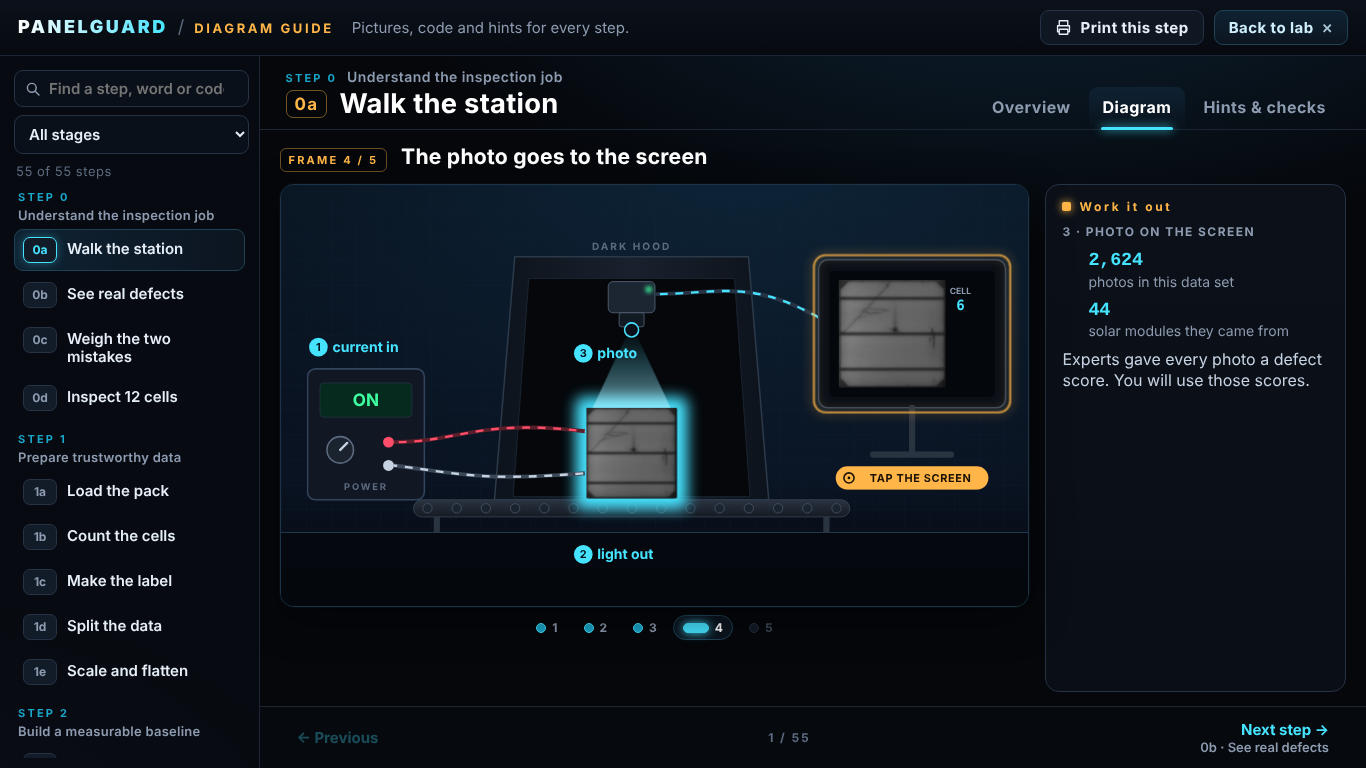 PANELGUARD / DIAGRAM GUIDE Pictures, code and hints for every step.
Print this step
Back to lab ×
Find a step, word or cod
All stages
55 of 55 steps
STEP 0
Understand the inspection job
0a Walk the station
0b See real defects
0c Weigh the two
mistakes
0d Inspect 12 cells
STEP 1
Prepare trustworthy data
1a Load the pack
1b Count the cells
1c Make the label
1d Split the data
1e Scale and flatten
STEP 2
Build a measurable baseline
STEP 0 Understand the inspection job
0a Walk the station
Overview
Diagram
Hints & checks
FRAME 4 / 5 The photo goes to the screen
DARK HOOD
CELL
6
1 current in
3 photo
ON
POWER
TAP THE SCREEN
2 light out
1 2 3 4 5
Work it out
3 · PHOTO ON THE SCREEN
2,624
photos in this data set
44
solar modules they came from
Experts gave every photo a defect
score. You will use those scores.
← Previous
1 / 55
Next step →
0b · See real defects